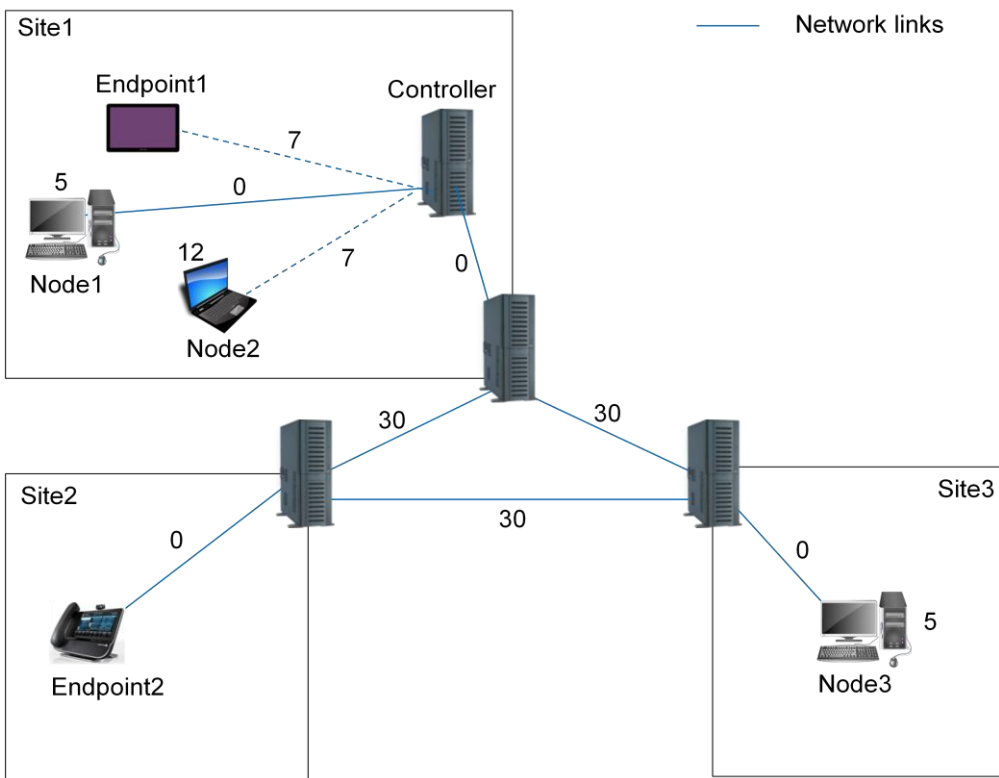 Site1
Network links
Endpoint1
Controller
7
5
0
Node1
12
7
0
Node2
30
30
Site2
Site3
30
0
0
5
Endpoint2
Node3